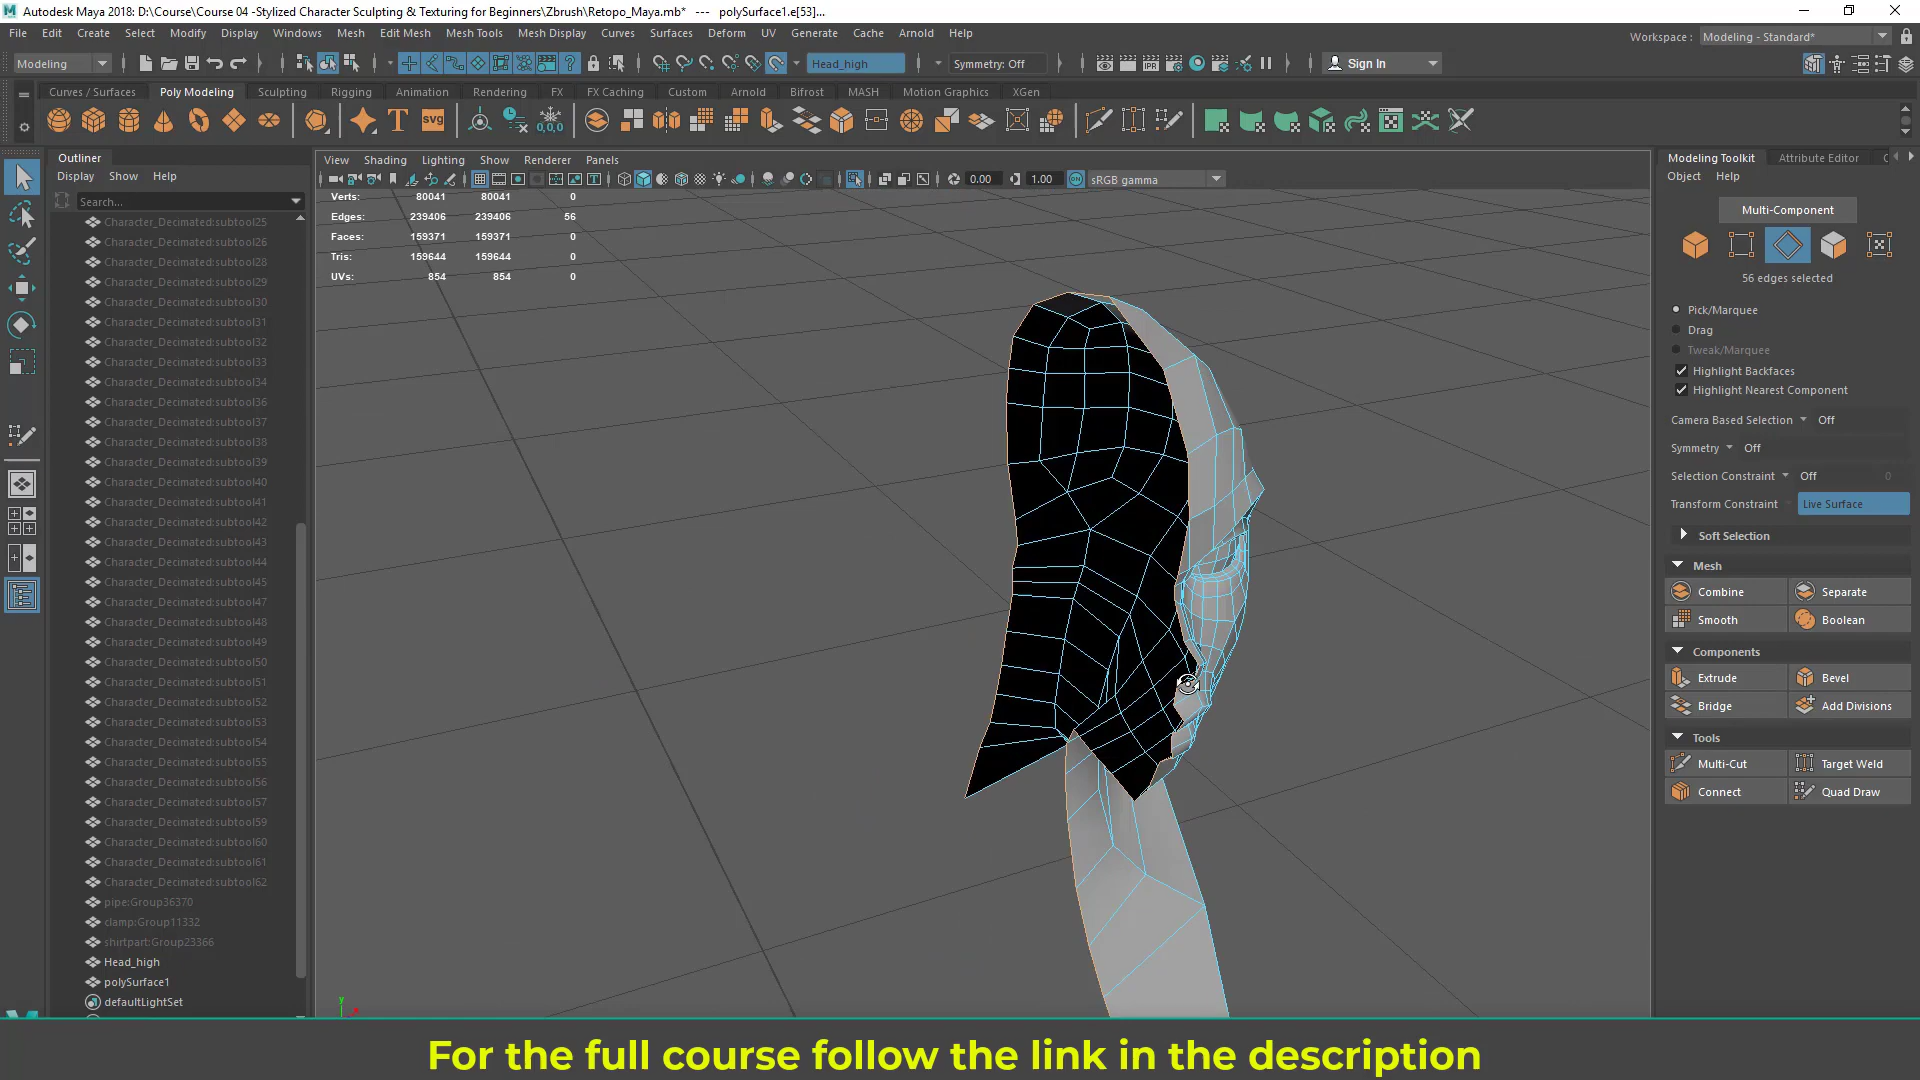 Autodesk Maya 2018: D:\Course\Course 04 -Stylized Character Sculpting & Texturing for Beginners\Zbrush\Retopo_Maya.mb* --- polySurface1.e[53]...
File Edit Create Select Modify Display Windows Mesh Edit Mesh Mesh Tools Mesh Display Curves Surfaces Deform UV Generate Cache Arnold Help
Workspace : Modeling - Standard*
Modeling Head_high Symmetry: Off Sign In
Curves / Surfaces Poly Modeling Sculpting Rigging Animation Rendering FX FX Caching Custom Arnold Bifrost MASH Motion Graphics XGen
T svg 0,0,0
Outliner
Display Show Help
Search...
Character_Decimated:subtool25
Character_Decimated:subtool26
Character_Decimated:subtool28
Character_Decimated:subtool29
Character_Decimated:subtool30
Character_Decimated:subtool31
Character_Decimated:subtool32
Character_Decimated:subtool33
Character_Decimated:subtool34
Character_Decimated:subtool36
Character_Decimated:subtool37
Character_Decimated:subtool38
Character_Decimated:subtool39
Character_Decimated:subtool40
Character_Decimated:subtool41
Character_Decimated:subtool42
Character_Decimated:subtool43
Character_Decimated:subtool44
Character_Decimated:subtool45
Character_Decimated:subtool47
Character_Decimated:subtool48
Character_Decimated:subtool49
Character_Decimated:subtool50
Character_Decimated:subtool51
Character_Decimated:subtool52
Character_Decimated:subtool53
Character_Decimated:subtool54
Character_Decimated:subtool55
Character_Decimated:subtool56
Character_Decimated:subtool57
Character_Decimated:subtool59
Character_Decimated:subtool60
Character_Decimated:subtool61
Character_Decimated:subtool62
pipe:Group36370
clamp:Group11332
shirtpart:Group23366
Head_high
polySurface1
defaultLightSet
View Shading Lighting Show Renderer Panels
0.00 1.00 sRGB gamma
Verts: 80041 80041 0
Edges: 239406 239406 56
Faces: 159371 159371 0
Tris: 159644 159644 0
UVs: 854 854 0
y
Modeling Toolkit Attribute Editor
Object Help
Multi-Component
56 edges selected
Pick/Marquee
Drag
Tweak/Marquee
Highlight Backfaces
Highlight Nearest Component
Camera Based Selection Off
Symmetry Off
Selection Constraint Off 0
Transform Constraint Live Surface
Soft Selection
Mesh
Combine Separate
Smooth Boolean
Components
Extrude Bevel
Bridge Add Divisions
Tools
Multi-Cut Target Weld
Connect Quad Draw
For the full course follow the link in the description